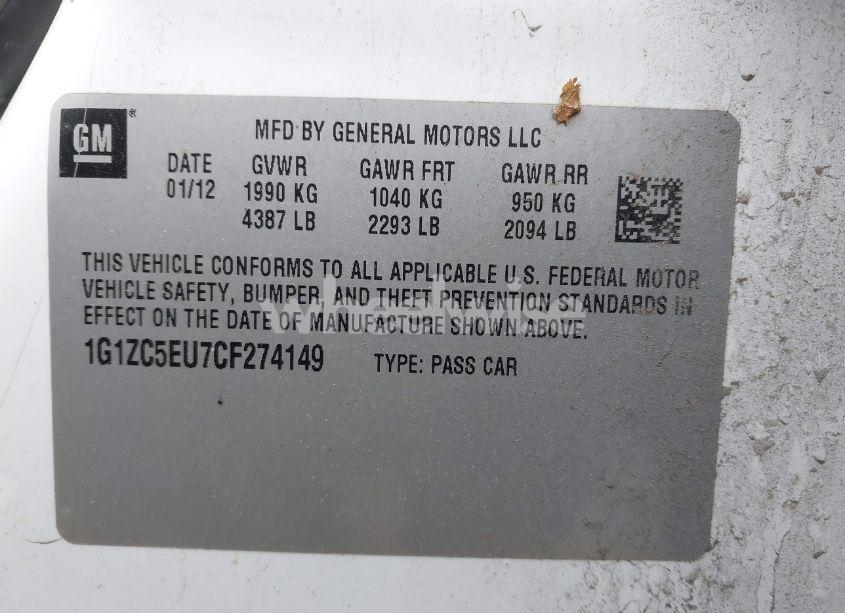 GM®
MFD BY GENERAL MOTORS LLC
DATE GVWR GAWR FRT GAWR RR
01/12 1990 KG 1040 KG 950 KG
4387 LB 2293 LB 2094 LB
THIS VEHICLE CONFORMS TO ALL APPLICABLE U.S. FEDERAL MOTOR
VEHICLE SAFETY, BUMPER, AND THEFT PREVENTION STANDARDS IN
EFFECT ON THE DATE OF MANUFACTURE SHOWN ABOVE.
1G1ZC5EU7CF274149 TYPE: PASS CAR